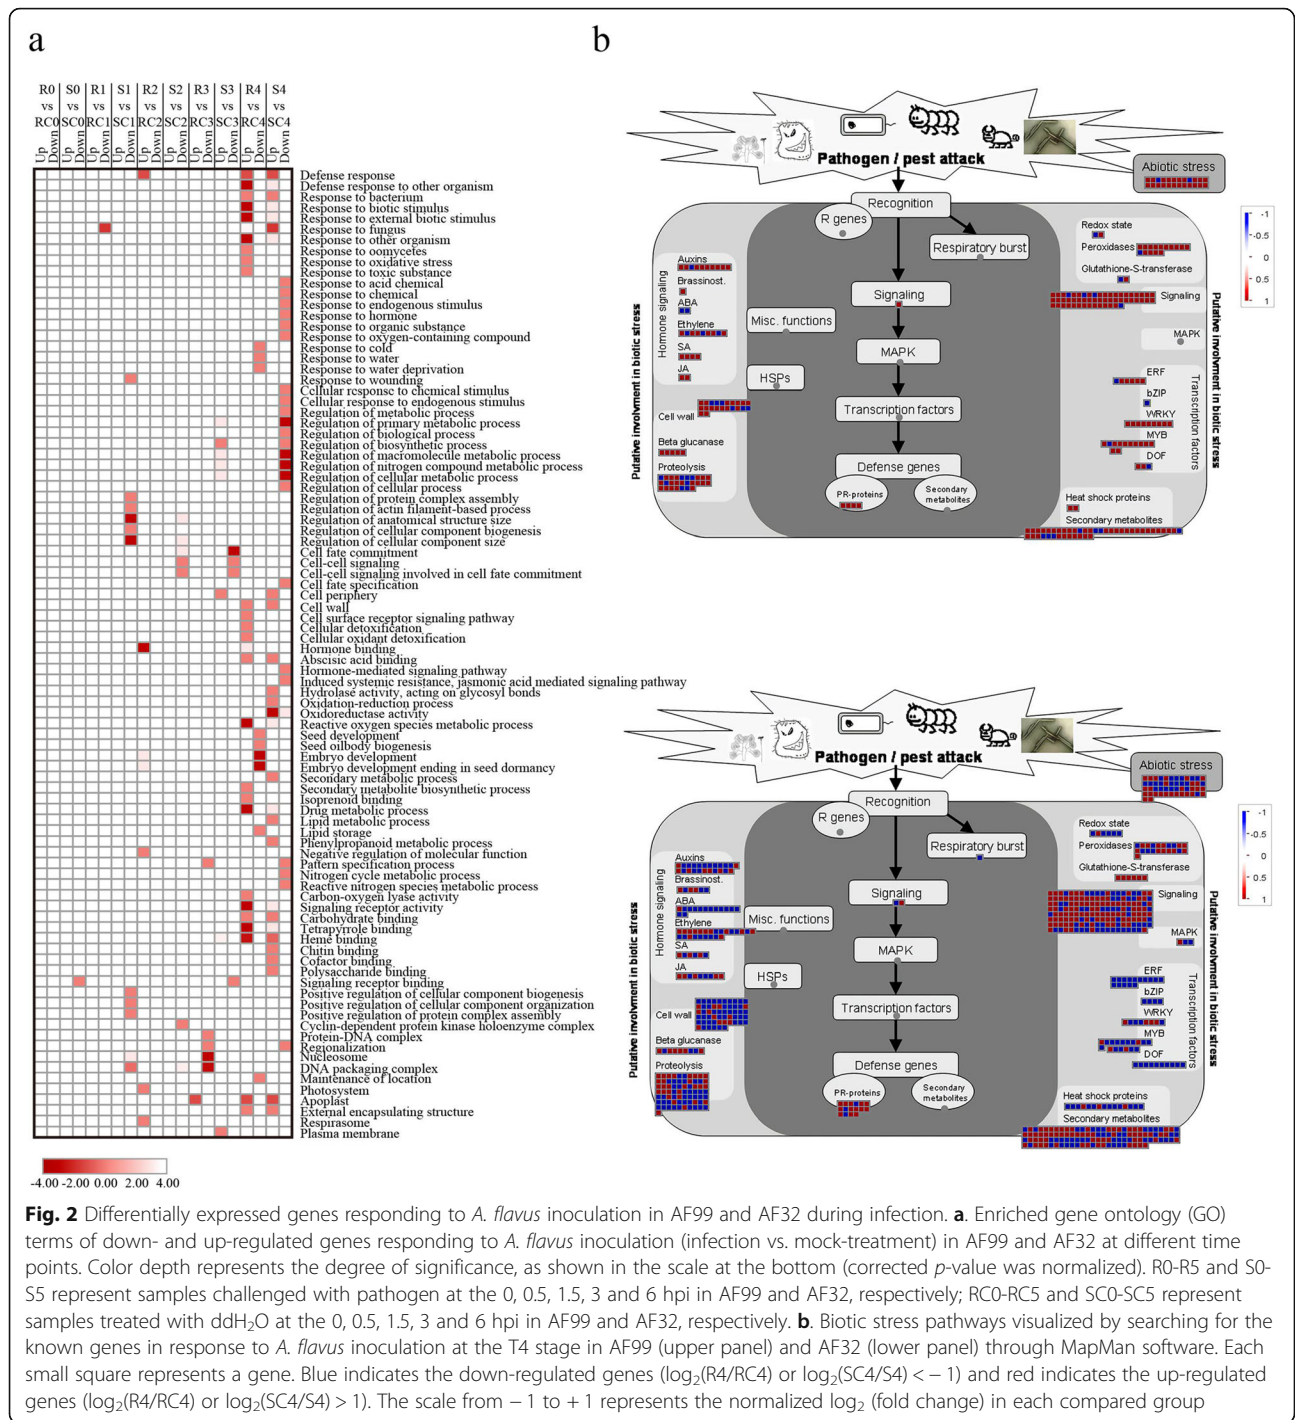 a
b
R0 S0 R1 S1 R2 S2 R3 S3 R4 S4
vs vs vs vs vs vs vs vs vs vs
RC0 SC0 RC1 SC1 RC2 SC2 RC3 SC3 RC4 SC4
Up Down Up Down Up Down Up Down Up Down Up Down Up Down Up Down Up Down Up Down
Defense response
Defense response to other organism
Response to bacterium
Response to biotic stimulus
Response to external biotic stimulus
Response to fungus
Response to other organism
Response to oomycetes
Response to oxidative stress
Response to toxic substance
Response to acid chemical
Response to chemical
Response to endogenous stimulus
Response to hormone
Response to organic substance
Response to oxygen-containing compound
Response to cold
Response to water
Response to water deprivation
Response to wounding
Cellular response to chemical stimulus
Cellular response to endogenous stimulus
Regulation of metabolic process
Regulation of primary metabolic process
Regulation of biological process
Regulation of biosynthetic process
Regulation of macromolecule metabolic process
Regulation of nitrogen compound metabolic process
Regulation of cellular metabolic process
Regulation of cellular process
Regulation of protein complex assembly
Regulation of actin filament-based process
Regulation of anatomical structure size
Regulation of cellular component biogenesis
Regulation of cellular component size
Cell fate commitment
Cell-cell signaling
Cell-cell signaling involved in cell fate commitment
Cell fate specification
Cell periphery
Cell wall
Cell surface receptor signaling pathway
Cellular detoxification
Cellular oxidant detoxification
Hormone binding
Abscisic acid binding
Hormone-mediated signaling pathway
Induced systemic resistance, jasmonic acid mediated signaling pathway
Hydrolase activity, acting on glycosyl bonds
Oxidation-reduction process
Oxidoreductase activity
Reactive oxygen species metabolic process
Seed development
Seed oilbody biogenesis
Embryo development
Embryo development ending in seed dormancy
Secondary metabolic process
Secondary metabolite biosynthetic process
Isoprenoid binding
Drug metabolic process
Lipid metabolic process
Lipid storage
Phenylpropanoid metabolic process
Negative regulation of molecular function
Pattern specification process
Nitrogen cycle metabolic process
Reactive nitrogen species metabolic process
Carbon-oxygen lyase activity
Signaling receptor activity
Carbohydrate binding
Tetrapyrrole binding
Heme binding
Chitin binding
Cofactor binding
Polysaccharide binding
Signaling receptor binding
Positive regulation of cellular component biogenesis
Positive regulation of cellular component organization
Positive regulation of protein complex assembly
Cyclin-dependent protein kinase holoenzyme complex
Protein-DNA complex
Regionalization
Nucleosome
DNA packaging complex
Maintenance of location
Photosystem
Apoplast
External encapsulating structure
Respirasome
Plasma membrane
-4.00 -2.00 0.00 2.00 4.00
Pathogen / pest attack
Abiotic stress
Recognition
R genes
Respiratory burst
Signaling
Misc. functions
MAPK
HSPs
Transcription factors
Defense genes
PR-proteins
Secondary
metabolites
Putative involvment in biotic stress
Hormone signaling
Auxins
Brassinost.
ABA
Ethylene
SA
JA
Cell wall
Beta glucanase
Proteolysis
Redox state
Peroxidases
Glutathione-S-transferase
Signaling
MAPK
ERF
bZIP
WRKY
MYB
DOF
Transcription factors
Heat shock proteins
Secondary metabolites
Putative involvment in biotic stress
-1
-0.5
0
0.5
1
Pathogen / pest attack
Abiotic stress
Recognition
R genes
Respiratory burst
Signaling
Misc. functions
MAPK
HSPs
Transcription factors
Defense genes
PR-proteins
Secondary
metabolites
Putative involvment in biotic stress
Hormone signaling
Auxins
Brassinost.
ABA
Ethylene
SA
JA
Cell wall
Beta glucanase
Proteolysis
Redox state
Peroxidases
Glutathione-S-transferase
Signaling
MAPK
ERF
bZIP
WRKY
MYB
DOF
Transcription factors
Heat shock proteins
Secondary metabolites
Putative involvment in biotic stress
-1
-0.5
0
0.5
1
Fig. 2 Differentially expressed genes responding to A. flavus inoculation in AF99 and AF32 during infection. a. Enriched gene ontology (GO)
terms of down- and up-regulated genes responding to A. flavus inoculation (infection vs. mock-treatment) in AF99 and AF32 at different time
points. Color depth represents the degree of significance, as shown in the scale at the bottom (corrected p-value was normalized). R0-R5 and S0-
S5 represent samples challenged with pathogen at the 0, 0.5, 1.5, 3 and 6 hpi in AF99 and AF32, respectively; RC0-RC5 and SC0-SC5 represent
samples treated with ddH₂O at the 0, 0.5, 1.5, 3 and 6 hpi in AF99 and AF32, respectively. b. Biotic stress pathways visualized by searching for the
known genes in response to A. flavus inoculation at the T4 stage in AF99 (upper panel) and AF32 (lower panel) through MapMan software. Each
small square represents a gene. Blue indicates the down-regulated genes (log₂(R4/RC4) or log₂(SC4/S4) < − 1) and red indicates the up-regulated
genes (log₂(R4/RC4) or log₂(SC4/S4) > 1). The scale from − 1 to + 1 represents the normalized log₂ (fold change) in each compared group